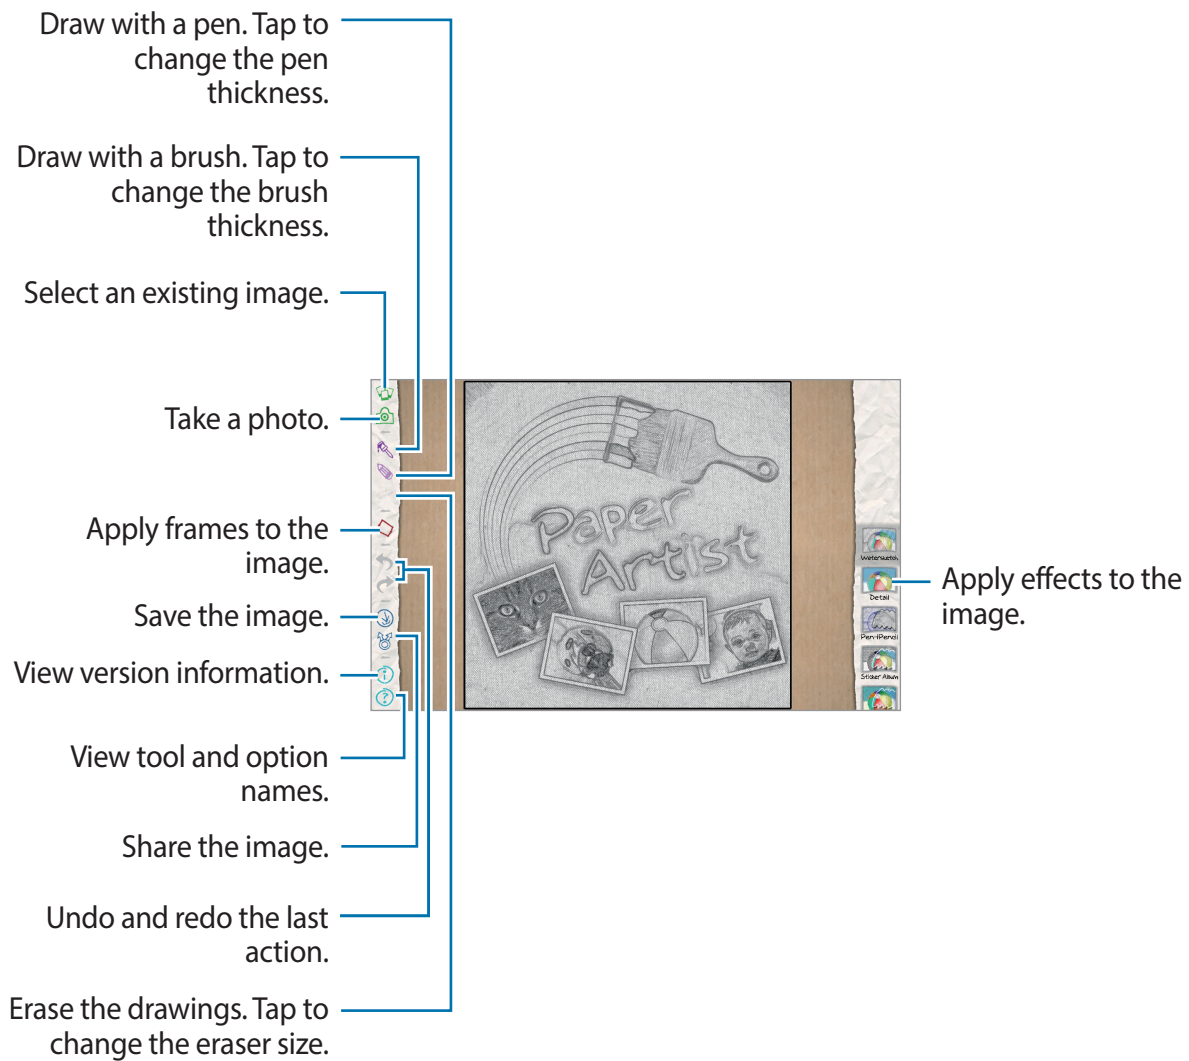 Draw with a pen. Tap to
change the pen
thickness.
Draw with a brush. Tap to
change the brush
thickness.
Select an existing image.
Take a photo.
Apply frames to the
image.
Save the image.
View version information.
View tool and option
names.
Share the image.
Undo and redo the last
action.
Erase the drawings. Tap to
change the eraser size.
Paper
Artist
Watersketch
Detail
Pen+Pencil
Sticker Album
Apply effects to the
image.